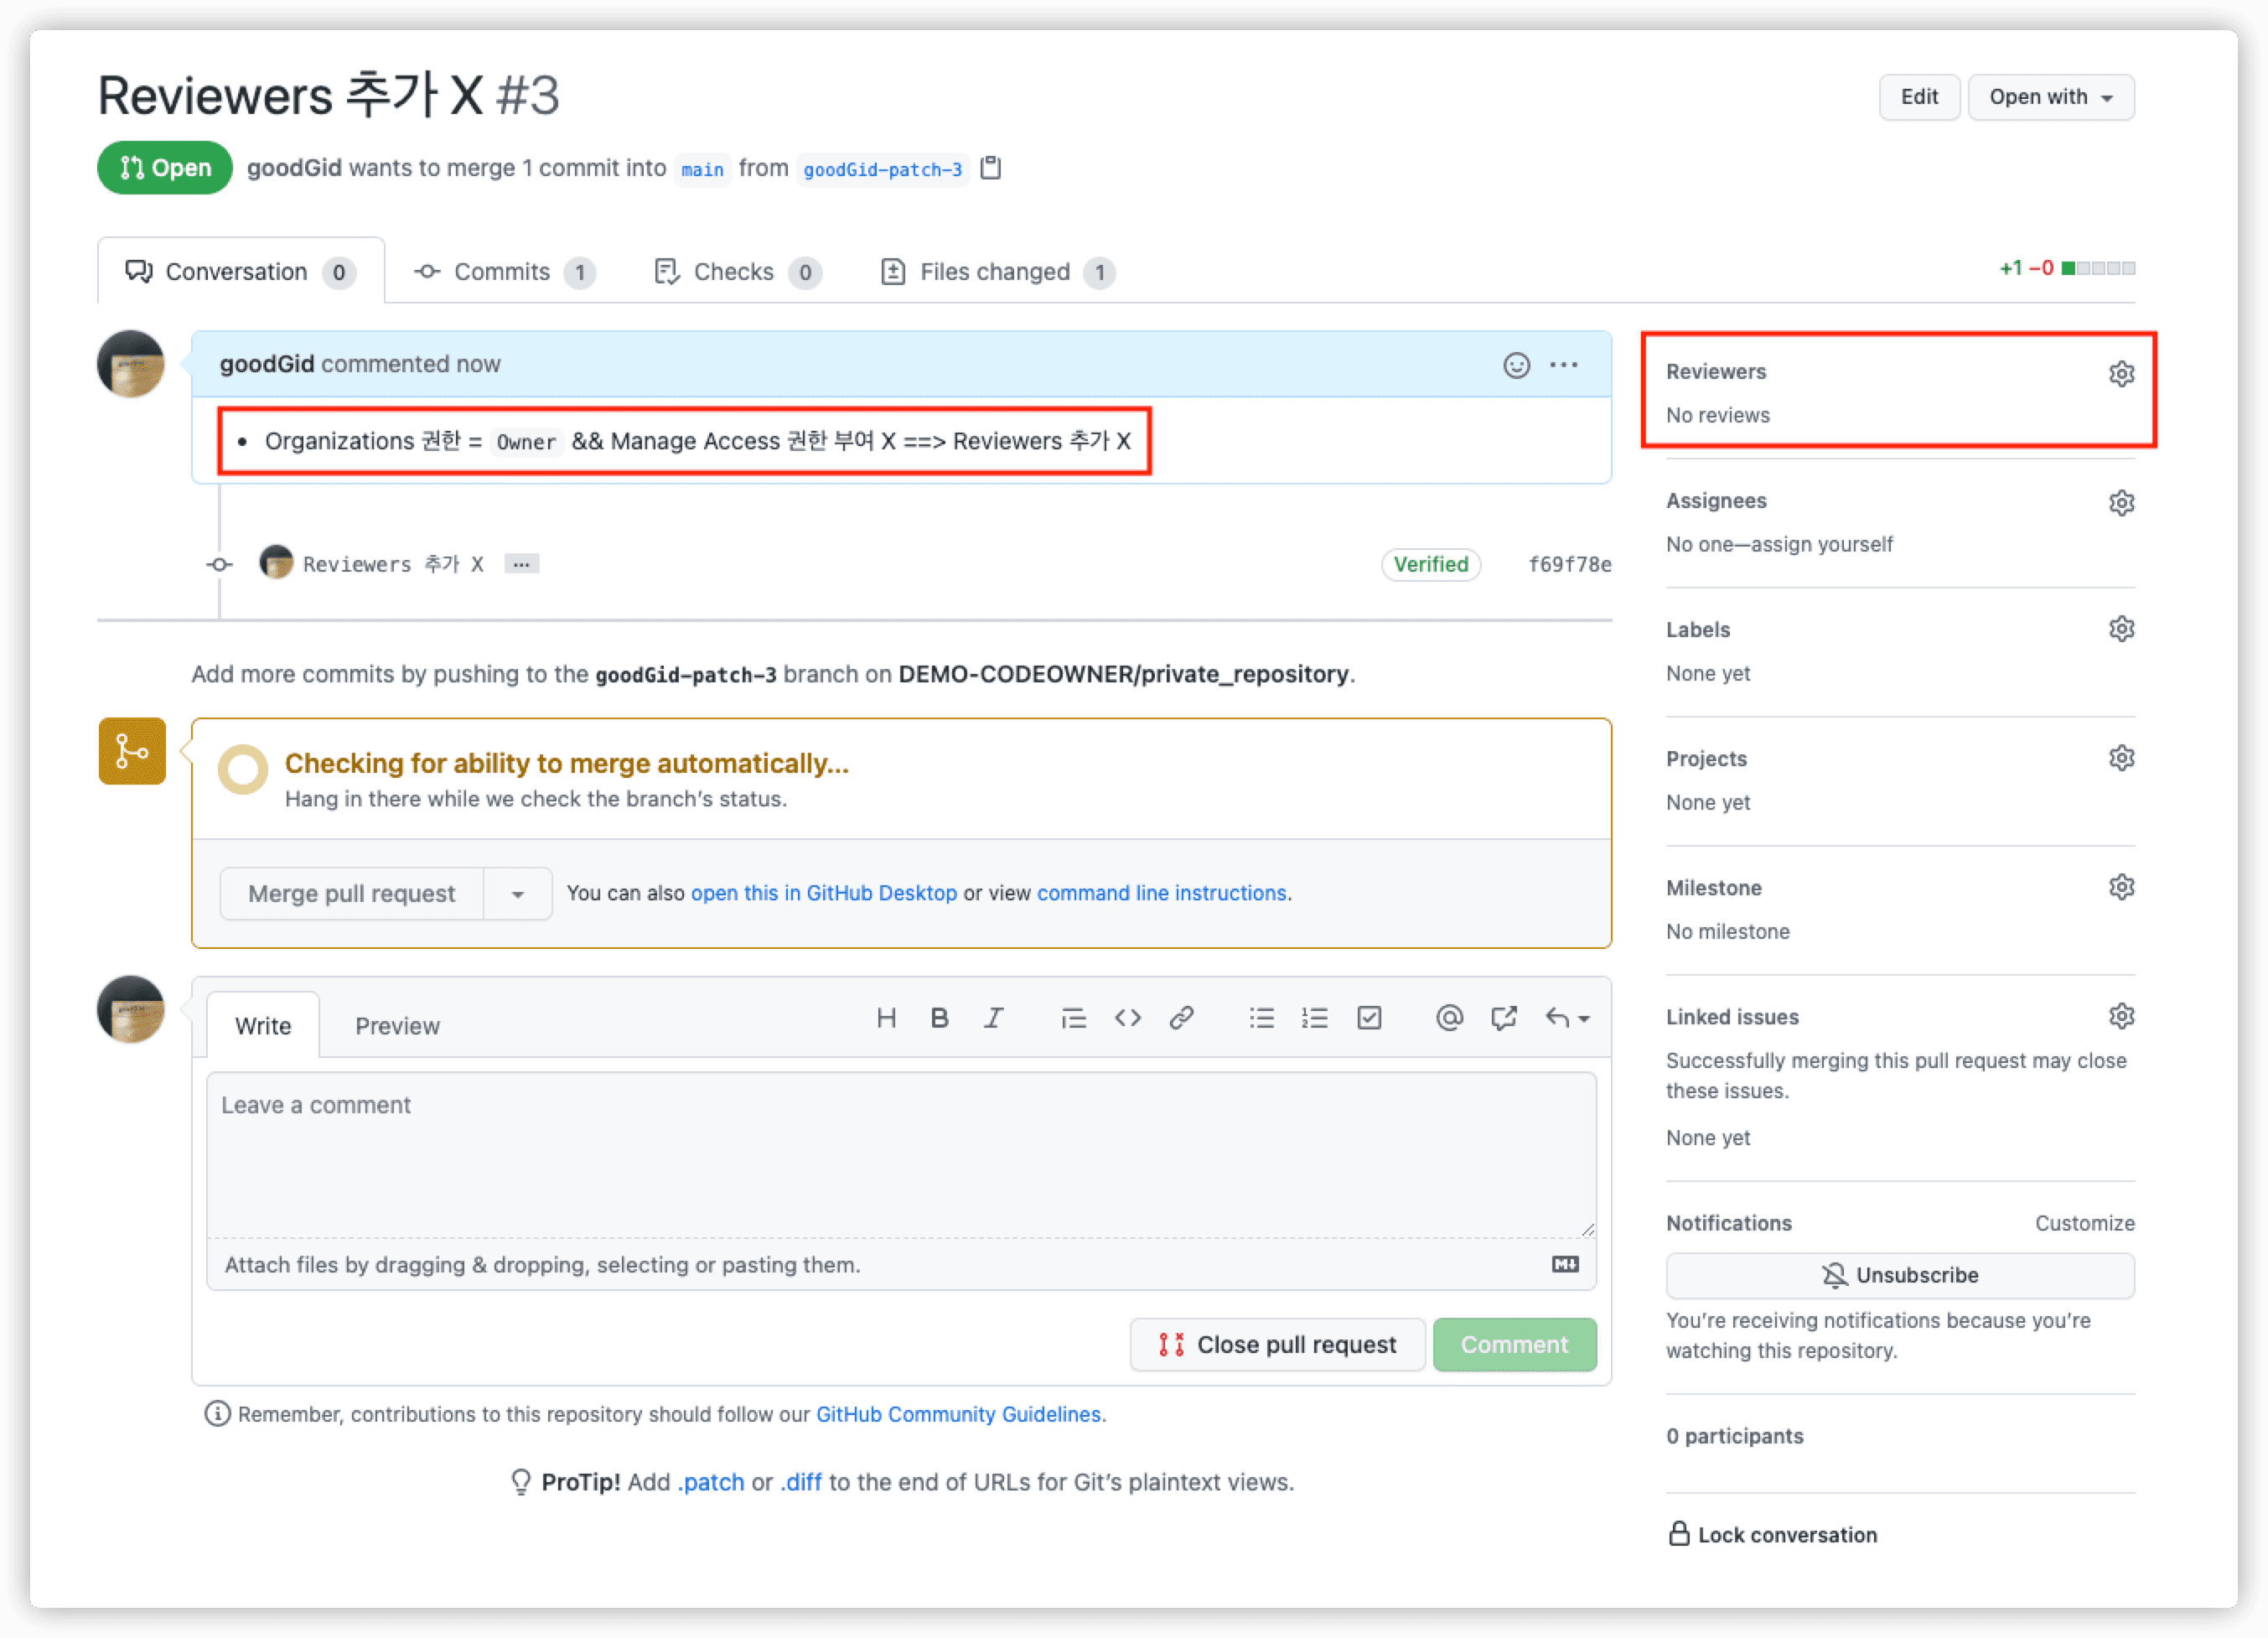 Reviewers 추가 X #3
Edit
Open with
Open
goodGid wants to merge 1 commit into main from goodGid-patch-3
Conversation 0
Commits 1
Checks 0
Files changed 1
+1 −0
goodGid commented now
• Organizations 권한 = Owner && Manage Access 권한 부여 X ==> Reviewers 추가 X
Reviewers 추가 X ...
Verified
f69f78e
Add more commits by pushing to the goodGid-patch-3 branch on DEMO-CODEOWNER/private_repository.
Checking for ability to merge automatically...
Hang in there while we check the branch’s status.
Merge pull request
You can also open this in GitHub Desktop or view command line instructions.
Write
Preview
H B I
Leave a comment
Attach files by dragging & dropping, selecting or pasting them.
Close pull request
Comment
Remember, contributions to this repository should follow our GitHub Community Guidelines.
ProTip! Add .patch or .diff to the end of URLs for Git’s plaintext views.
Reviewers
No reviews
Assignees
No one—assign yourself
Labels
None yet
Projects
None yet
Milestone
No milestone
Linked issues
Successfully merging this pull request may close
these issues.
None yet
Notifications
Customize
Unsubscribe
You’re receiving notifications because you’re
watching this repository.
0 participants
Lock conversation